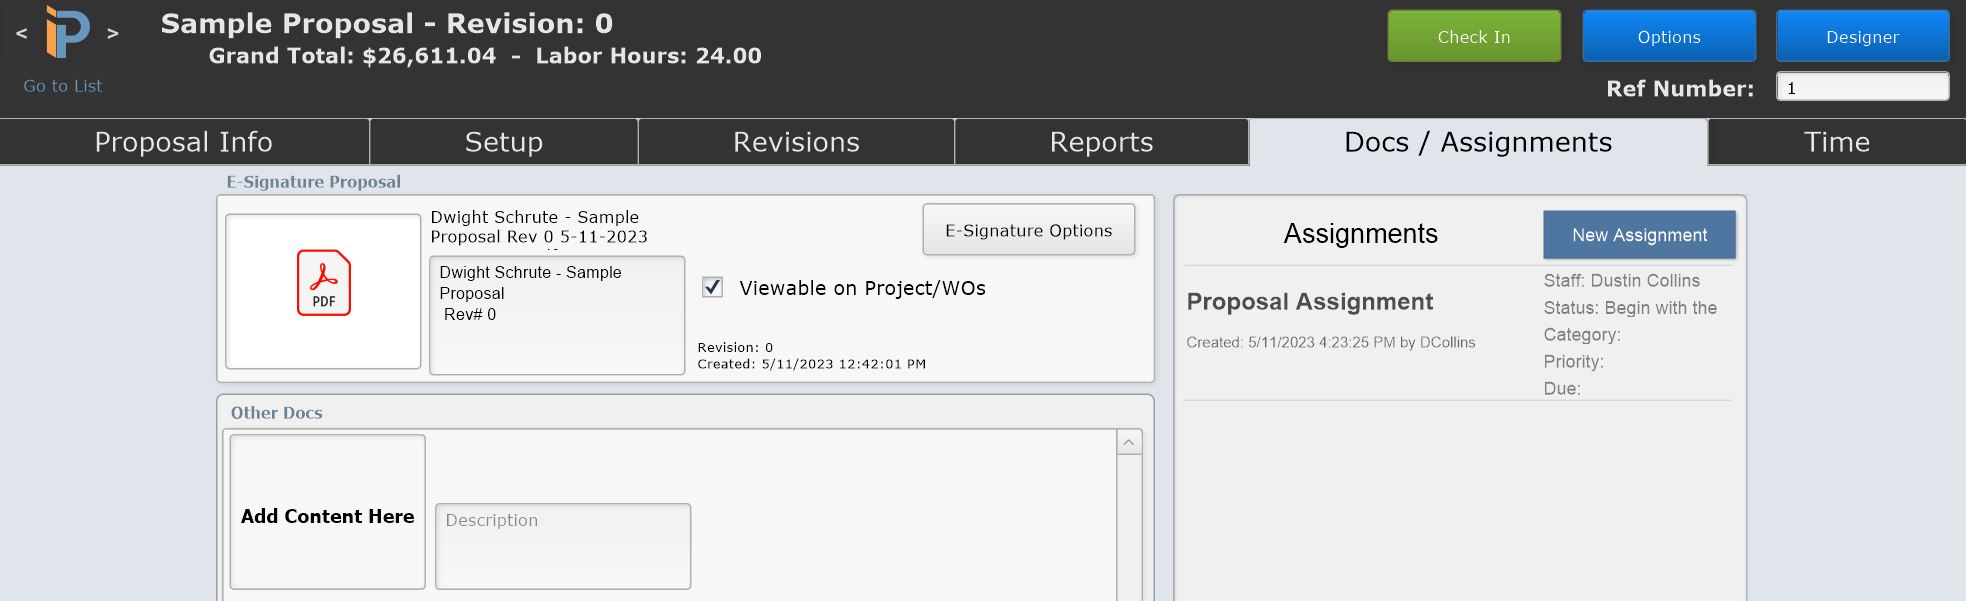 Sample Proposal - Revision: 0
Grand Total: $26,611.04 - Labor Hours: 24.00
< iP >
Go to List
Check In
Options
Designer
Ref Number: 1
Proposal Info
Setup
Revisions
Reports
Docs / Assignments
Time
E-Signature Proposal
PDF
Dwight Schrute - Sample
Proposal Rev 0 5-11-2023
Dwight Schrute - Sample
Proposal
Rev# 0
E-Signature Options
Viewable on Project/WOs
Revision: 0
Created: 5/11/2023 12:42:01 PM
Other Docs
Add Content Here
Description
Assignments
New Assignment
Proposal Assignment
Created: 5/11/2023 4:23:25 PM by DCollins
Staff: Dustin Collins
Status: Begin with the
Category:
Priority:
Due: